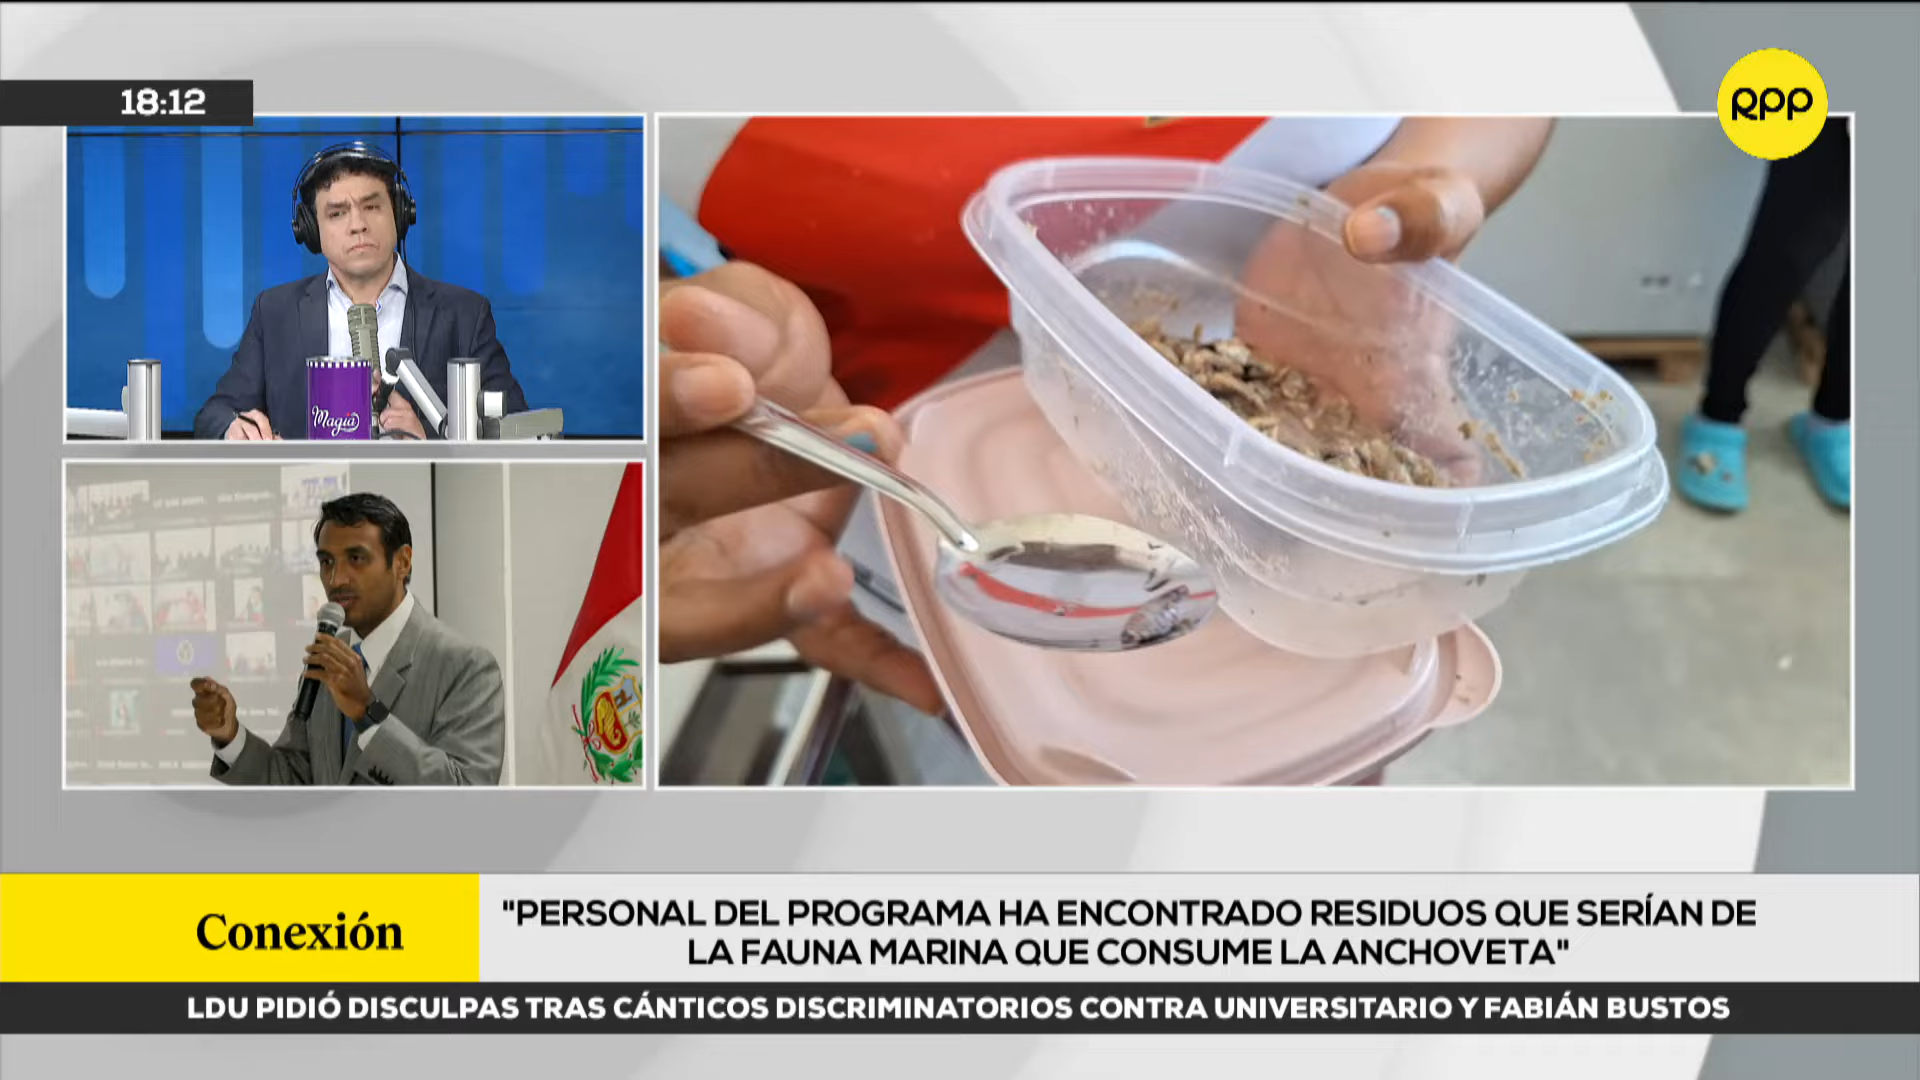 18:12
RPP
Magia
Conexión
"PERSONAL DEL PROGRAMA HA ENCONTRADO RESIDUOS QUE SERÍAN DE
LA FAUNA MARINA QUE CONSUME LA ANCHOVETA"
LDU PIDIÓ DISCULPAS TRAS CÁNTICOS DISCRIMINATORIOS CONTRA UNIVERSITARIO Y FABIÁN BUSTOS